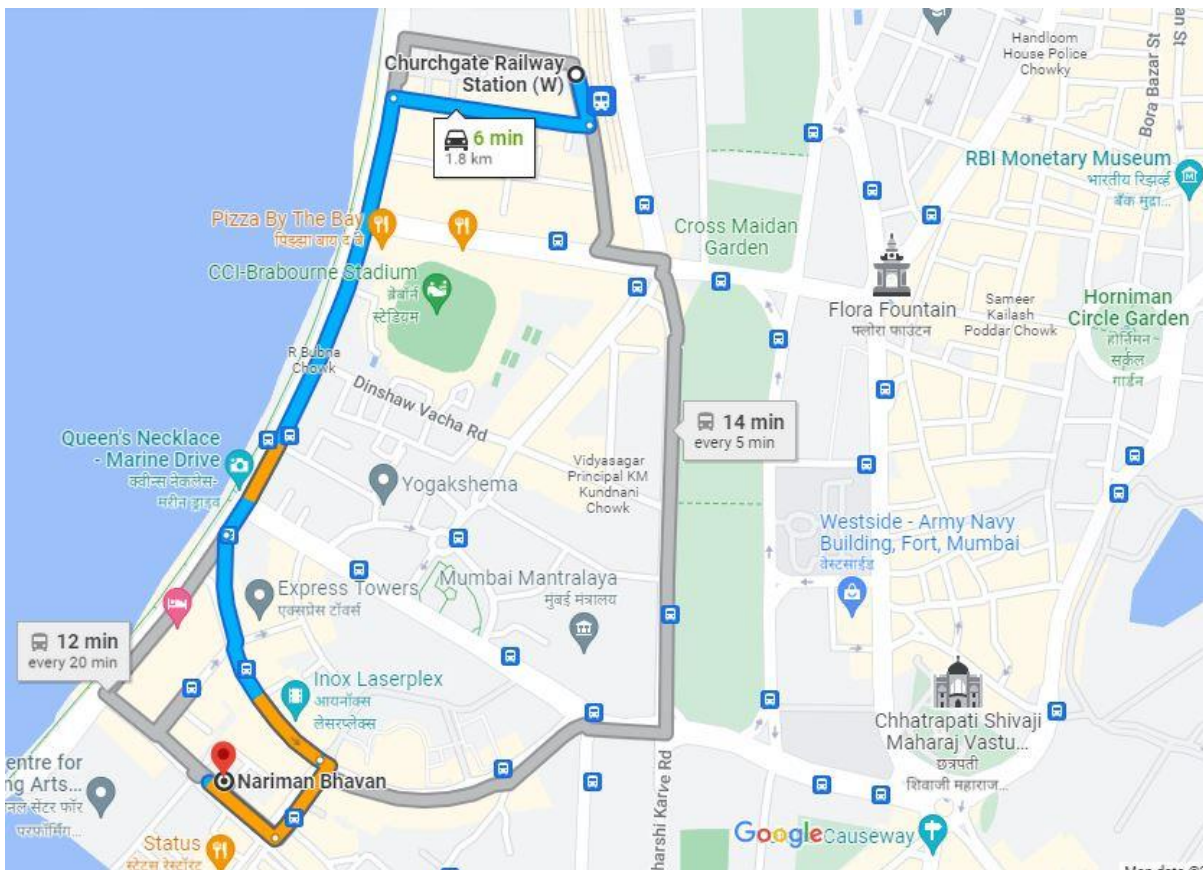 Handloom
House Police
Chowky
Bora Bazar St
Churchgate Railway
Station (W)
6 min
1.8 km
RBI Monetary Museum
भारतीय रिझर्व्ह
बँक मुद्रा...
Pizza By The Bay
पिझ्झा बाय द बे
Cross Maidan
Garden
CCI-Brabourne Stadium
ब्रेबॉर्न
स्टेडियम
Flora Fountain
फ्लोरा फाउंटन
Sameer
Kailash
Poddar Chowk
Horniman
Circle Garden
हॉर्निमन
सर्कल
गार्डन
R Bubna
Chowk
Dinshaw Vacha Rd
14 min
every 5 min
Queen's Necklace
- Marine Drive
क्वीन्स नेकलेस-
मरीन ड्राइव्ह
Yogakshema
Vidyasagar
Principal KM
Kundnani
Chowk
Westside - Army Navy
Building, Fort, Mumbai
वेस्टसाईड
Express Towers
एक्सप्रेस टॉवर्स
Mumbai Mantralaya
मुंबई मंत्रालय
12 min
every 20 min
Inox Laserplex
आयनॉक्स
लेसरप्लेक्स
Chhatrapati Shivaji
Maharaj Vastu...
छत्रपती
शिवाजी महाराज...
entre for
ng Arts...
सेंटर फॉर
परफॉर्मिंग...
Nariman Bhavan
Status
स्टेटस रेस्टॉरंट
harshi Karve Rd
Google
Causeway